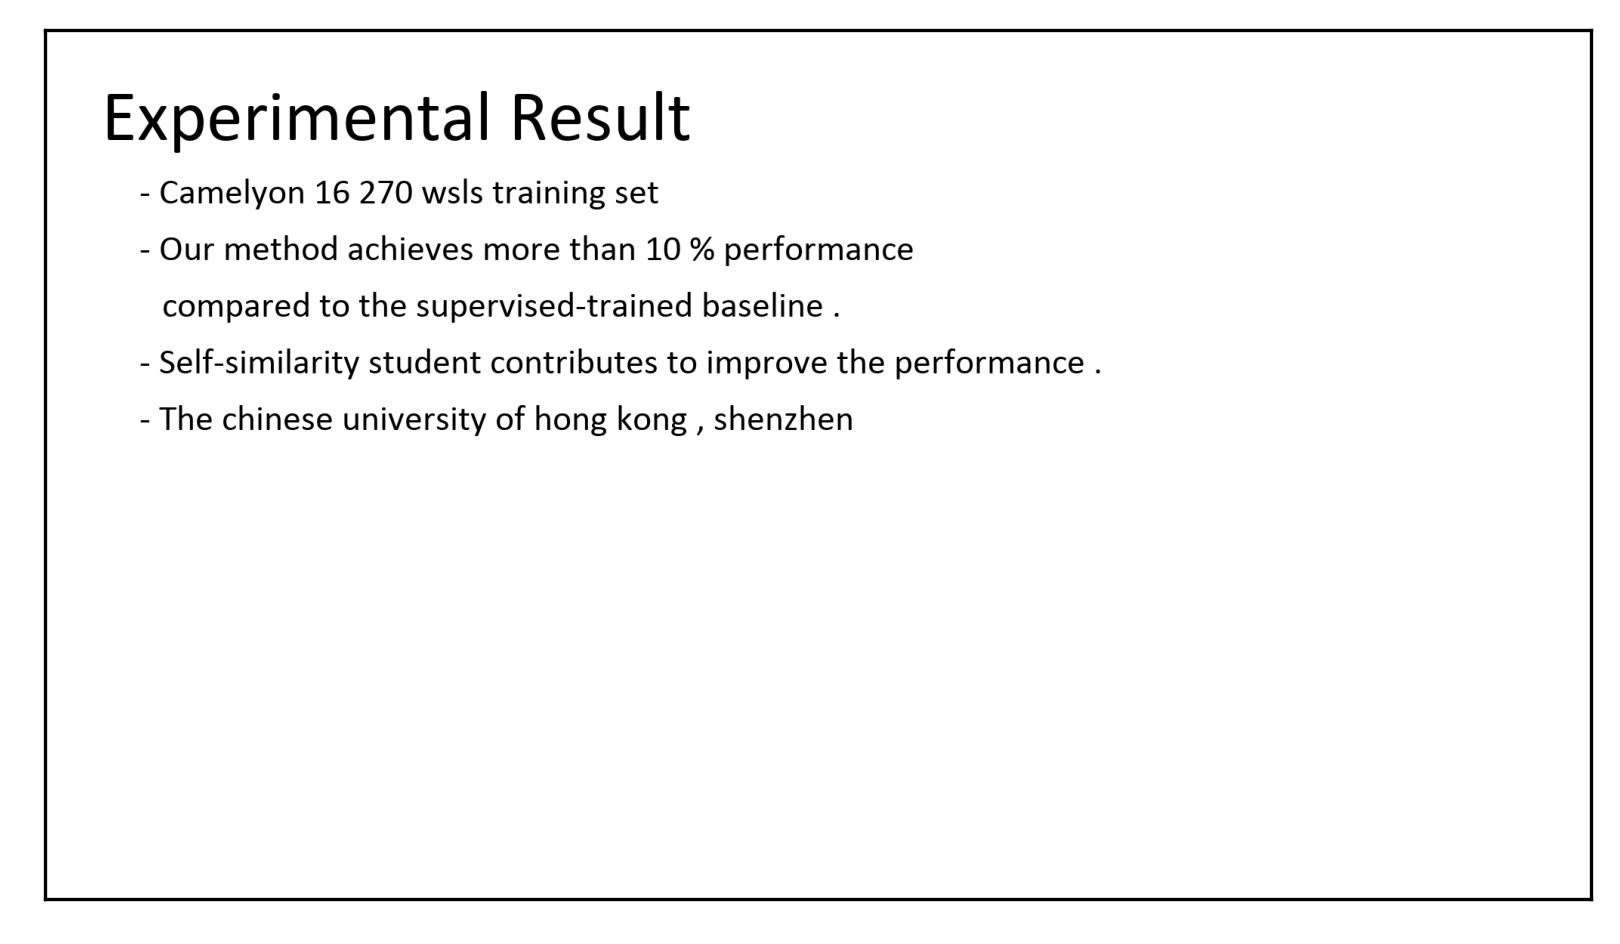 Experimental Result
- Camelyon 16 270 wsls training set
- Our method achieves more than 10 % performance
compared to the supervised-trained baseline .
- Self-similarity student contributes to improve the performance .
- The chinese university of hong kong , shenzhen